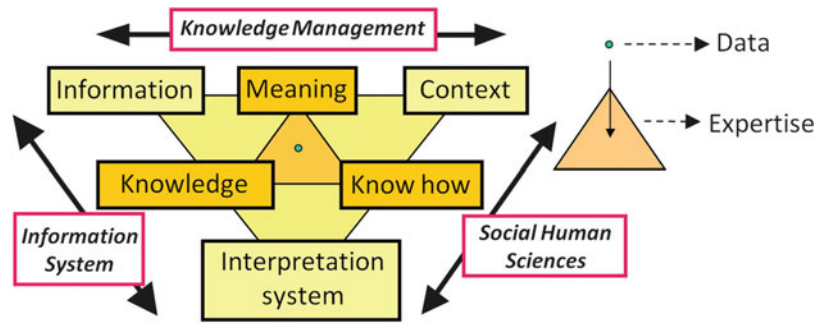 Knowledge Management
Data
Information
Meaning
Context
Expertise
Knowledge
Know how
Information
System
Social Human
Sciences
Interpretation
system